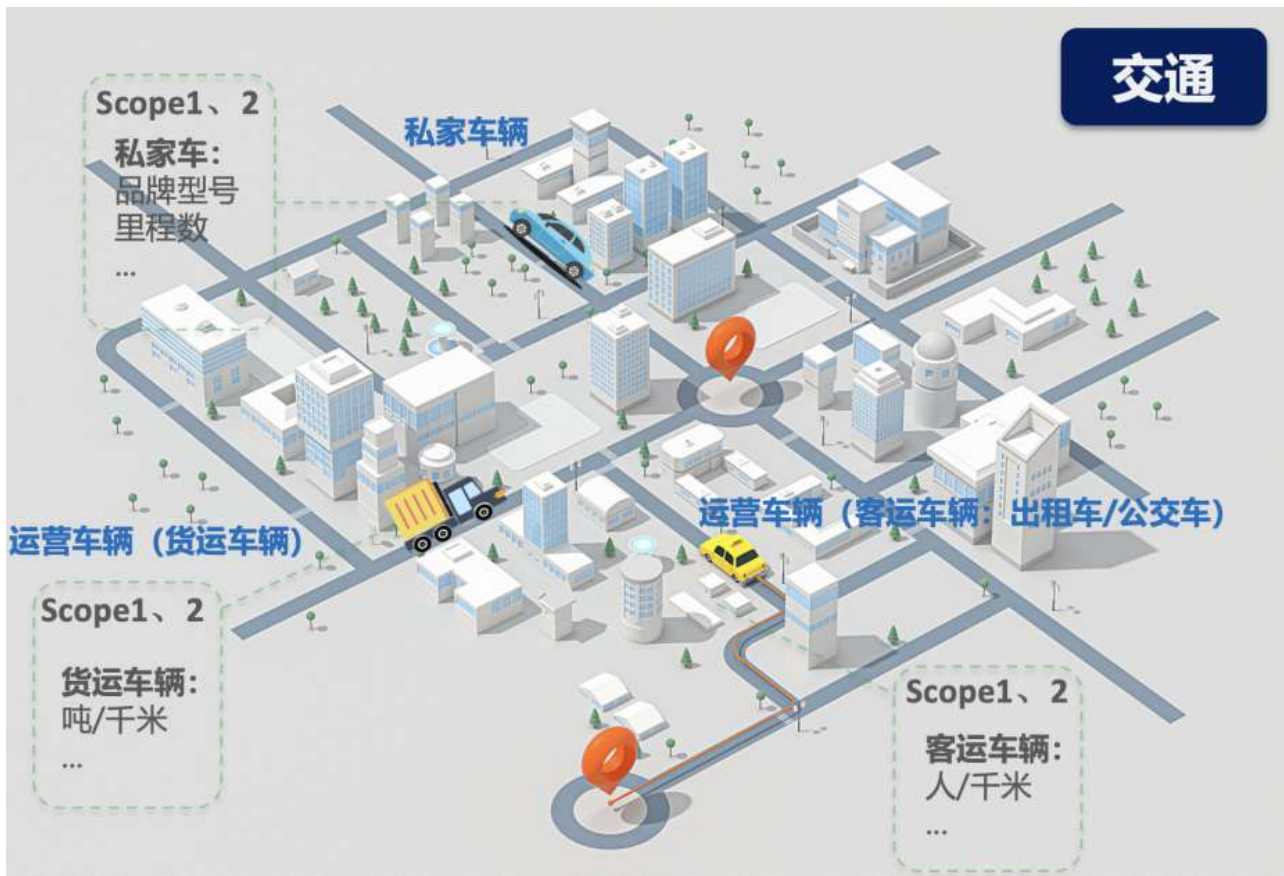 交通
Scope1、2
私家车:
品牌型号
里程数
...
私家车辆
运营车辆（货运车辆）
运营车辆（客运车辆：出租车/公交车）
Scope1、2
货运车辆:
吨/千米
...
Scope1、2
客运车辆:
人/千米
...